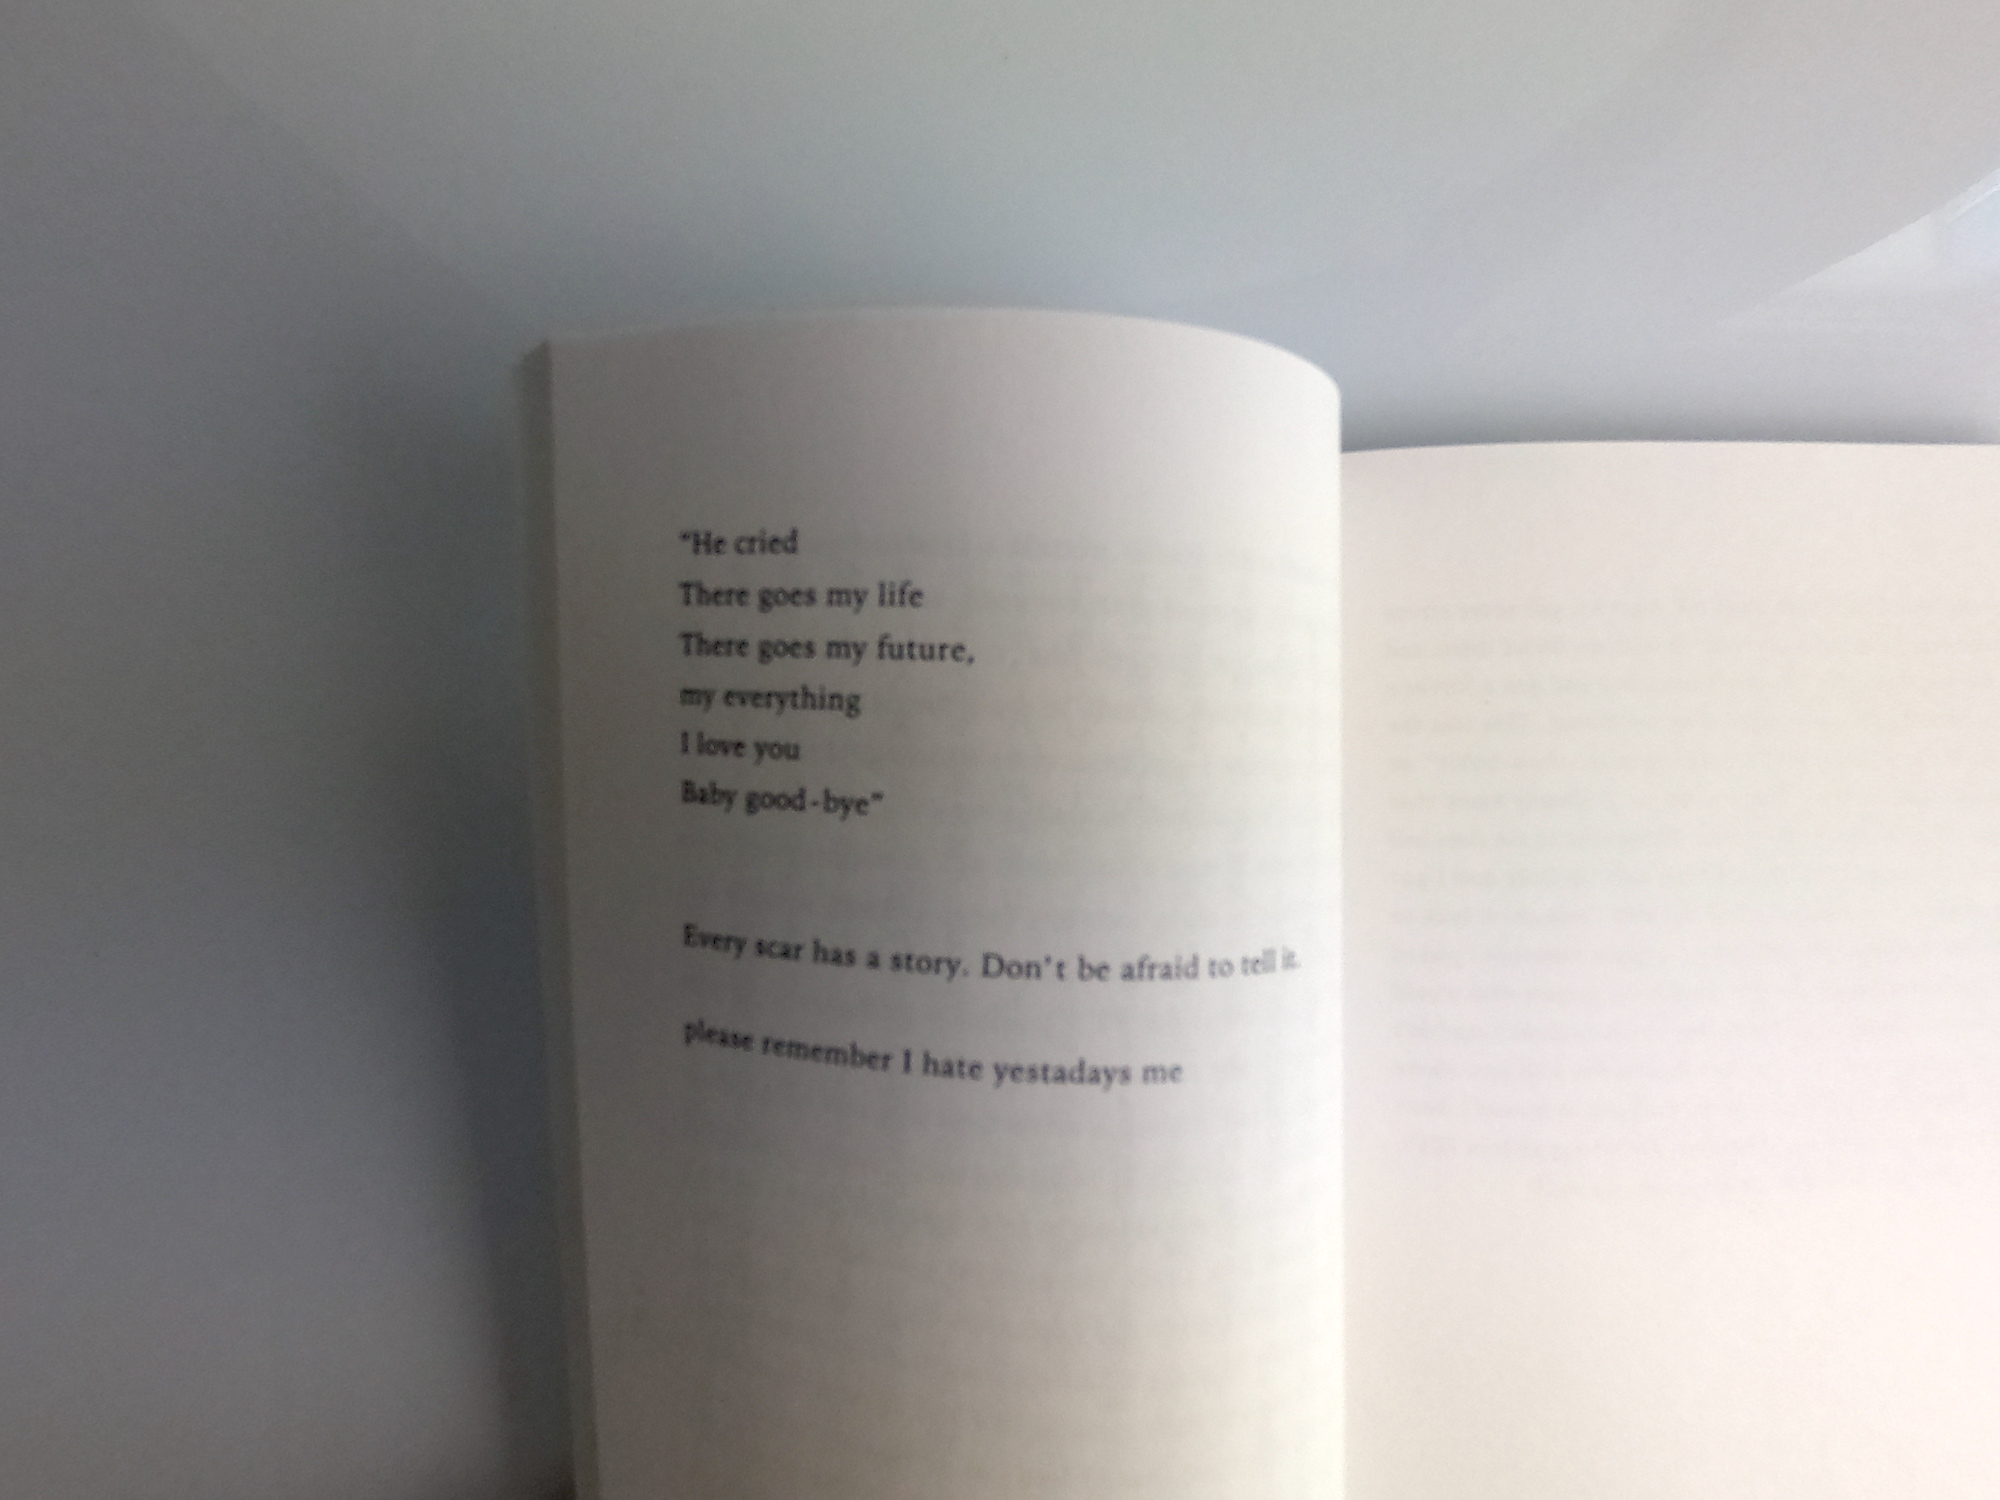 “He cried
There goes my life
There goes my future,
my everything
I love you
Baby good-bye”
Every scar has a story. Don’t be afraid to tell it.
please remember I hate yestadays me